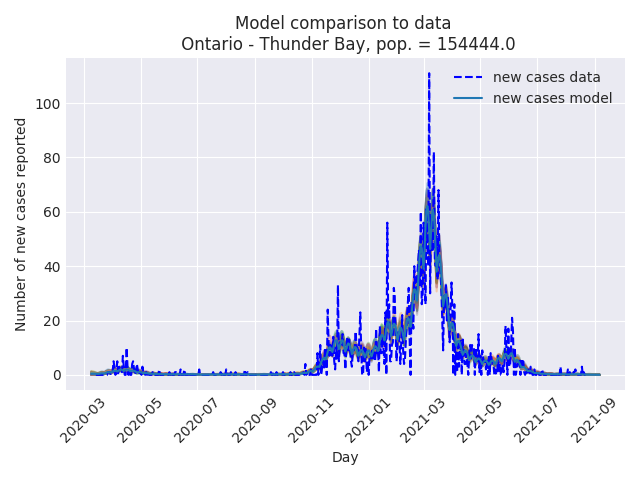 Model comparison to data
Ontario - Thunder Bay, pop. = 154444.0
new cases data
new cases model
Number of new cases reported
100
80
60
40
20
0
2020-03
2020-05
2020-07
2020-09
2020-11
2021-01
2021-03
2021-05
2021-07
2021-09
Day